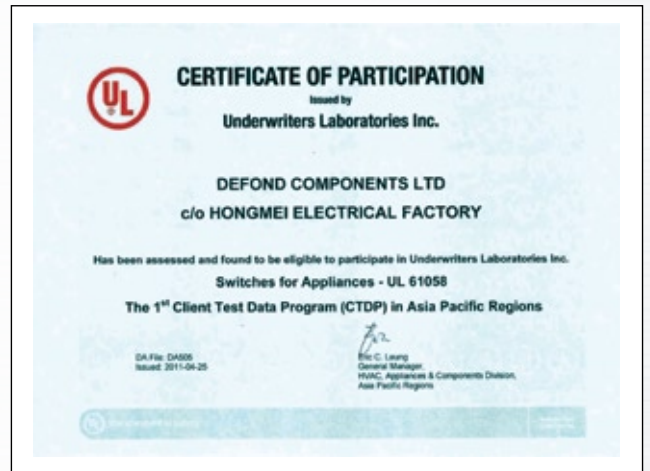 UL
CERTIFICATE OF PARTICIPATION
Issued by
Underwriters Laboratories Inc.
DEFOND COMPONENTS LTD
c/o HONGMEI ELECTRICAL FACTORY
Has been assessed and found to be eligible to participate in Underwriters Laboratories Inc.
Switches for Appliances - UL 61058
The 1st Client Test Data Program (CTDP) in Asia Pacific Regions
DA File: DA505
Issued: 2011-04-25
Eric C. Leung
General Manager,
HVAC, Appliances & Components Division,
Asia Pacific Regions